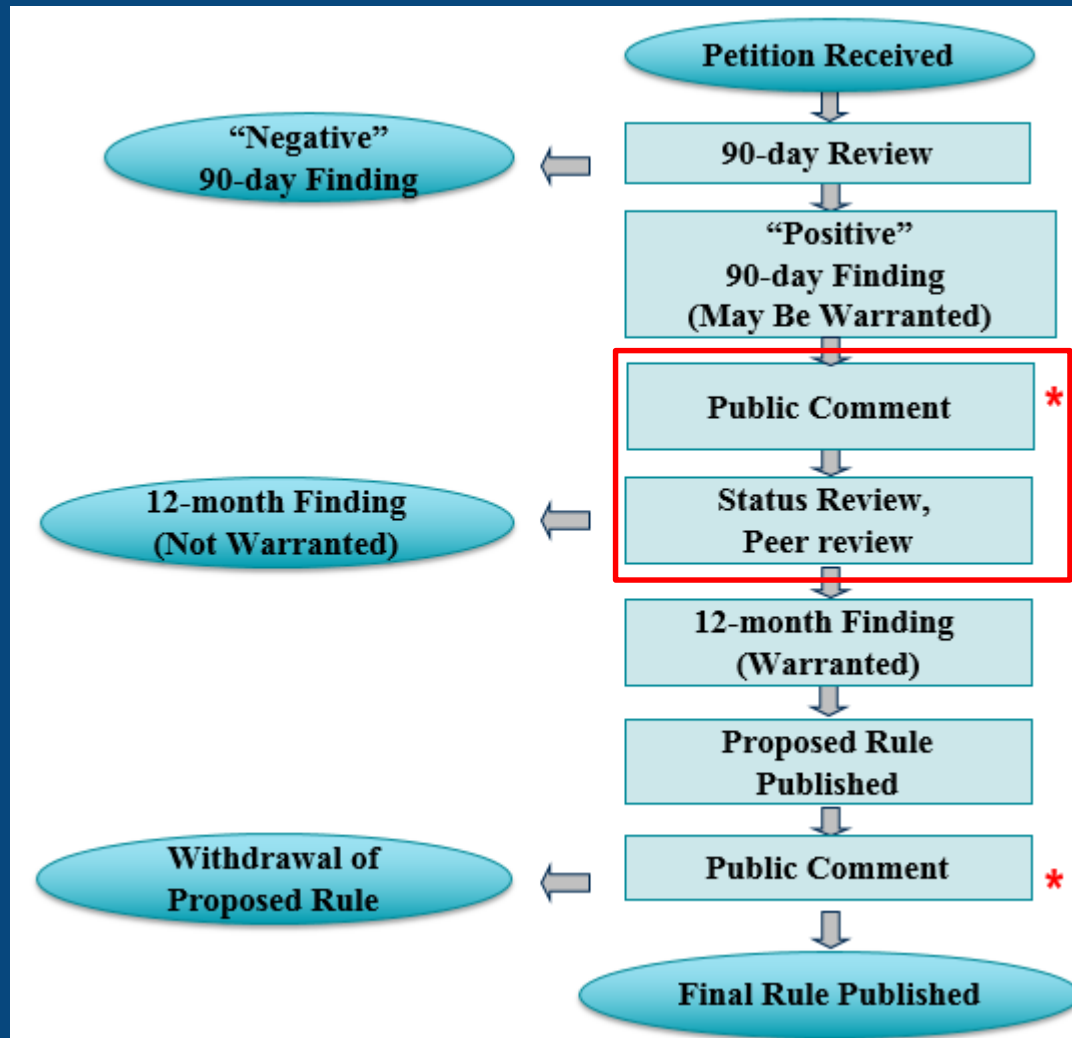 Petition Received
“Negative”
90-day Finding
90-day Review
“Positive”
90-day Finding
(May Be Warranted)
Public Comment
*
12-month Finding
(Not Warranted)
Status Review,
Peer review
12-month Finding
(Warranted)
Proposed Rule
Published
Withdrawal of
Proposed Rule
Public Comment
*
Final Rule Published